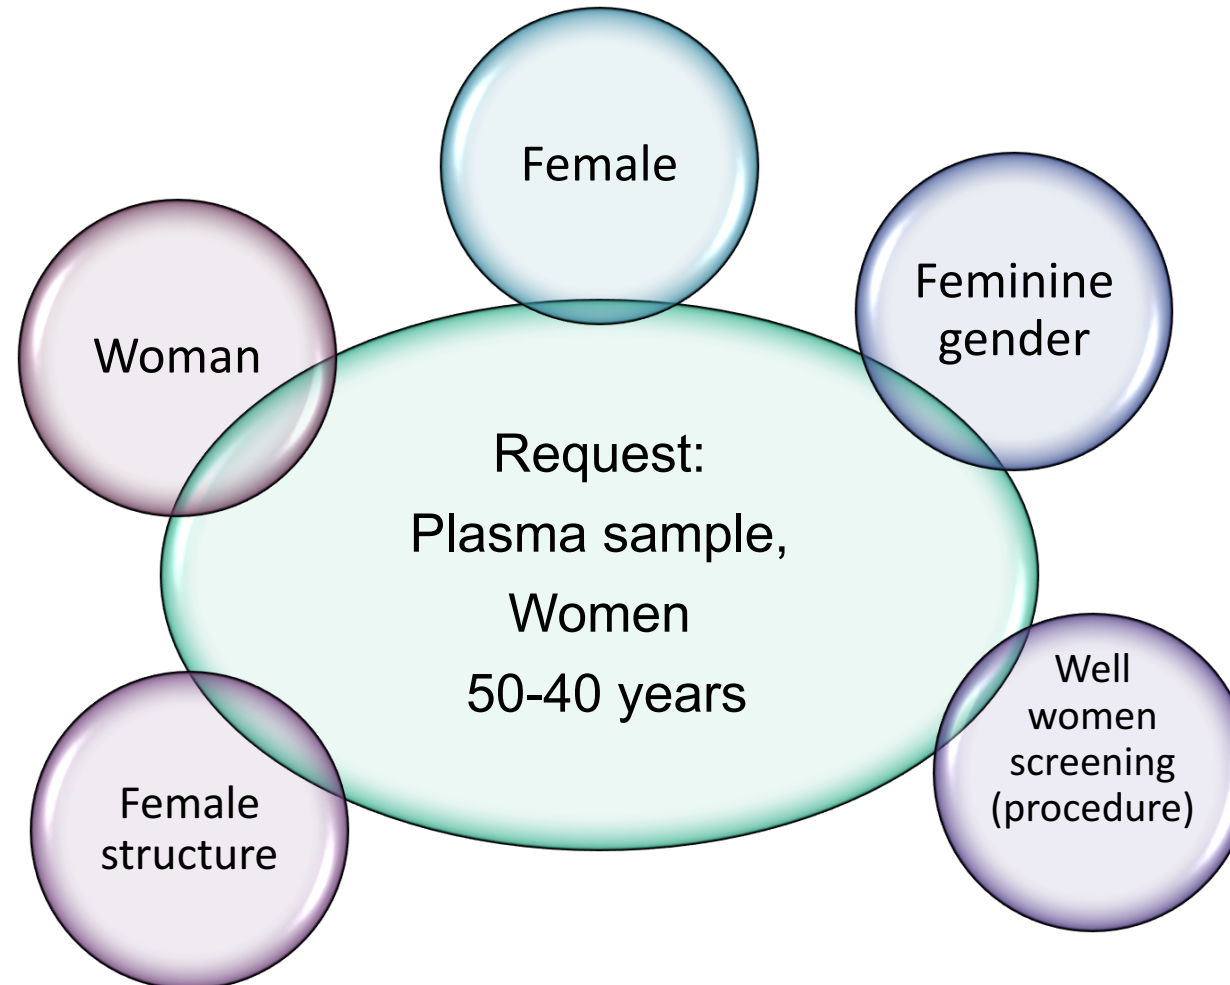 Female
Feminine
gender
Woman
Request:
Plasma sample,
Women
50-40 years
Well
women
screening
(procedure)
Female
structure